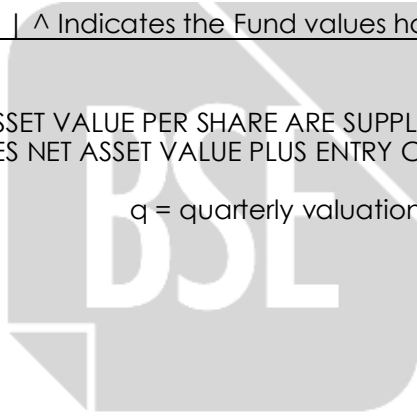 | ^ Indicates the Fund values ha
SSET VALUE PER SHARE ARE SUPPL
ES NET ASSET VALUE PLUS ENTRY C
q = quarterly valuation
BSE